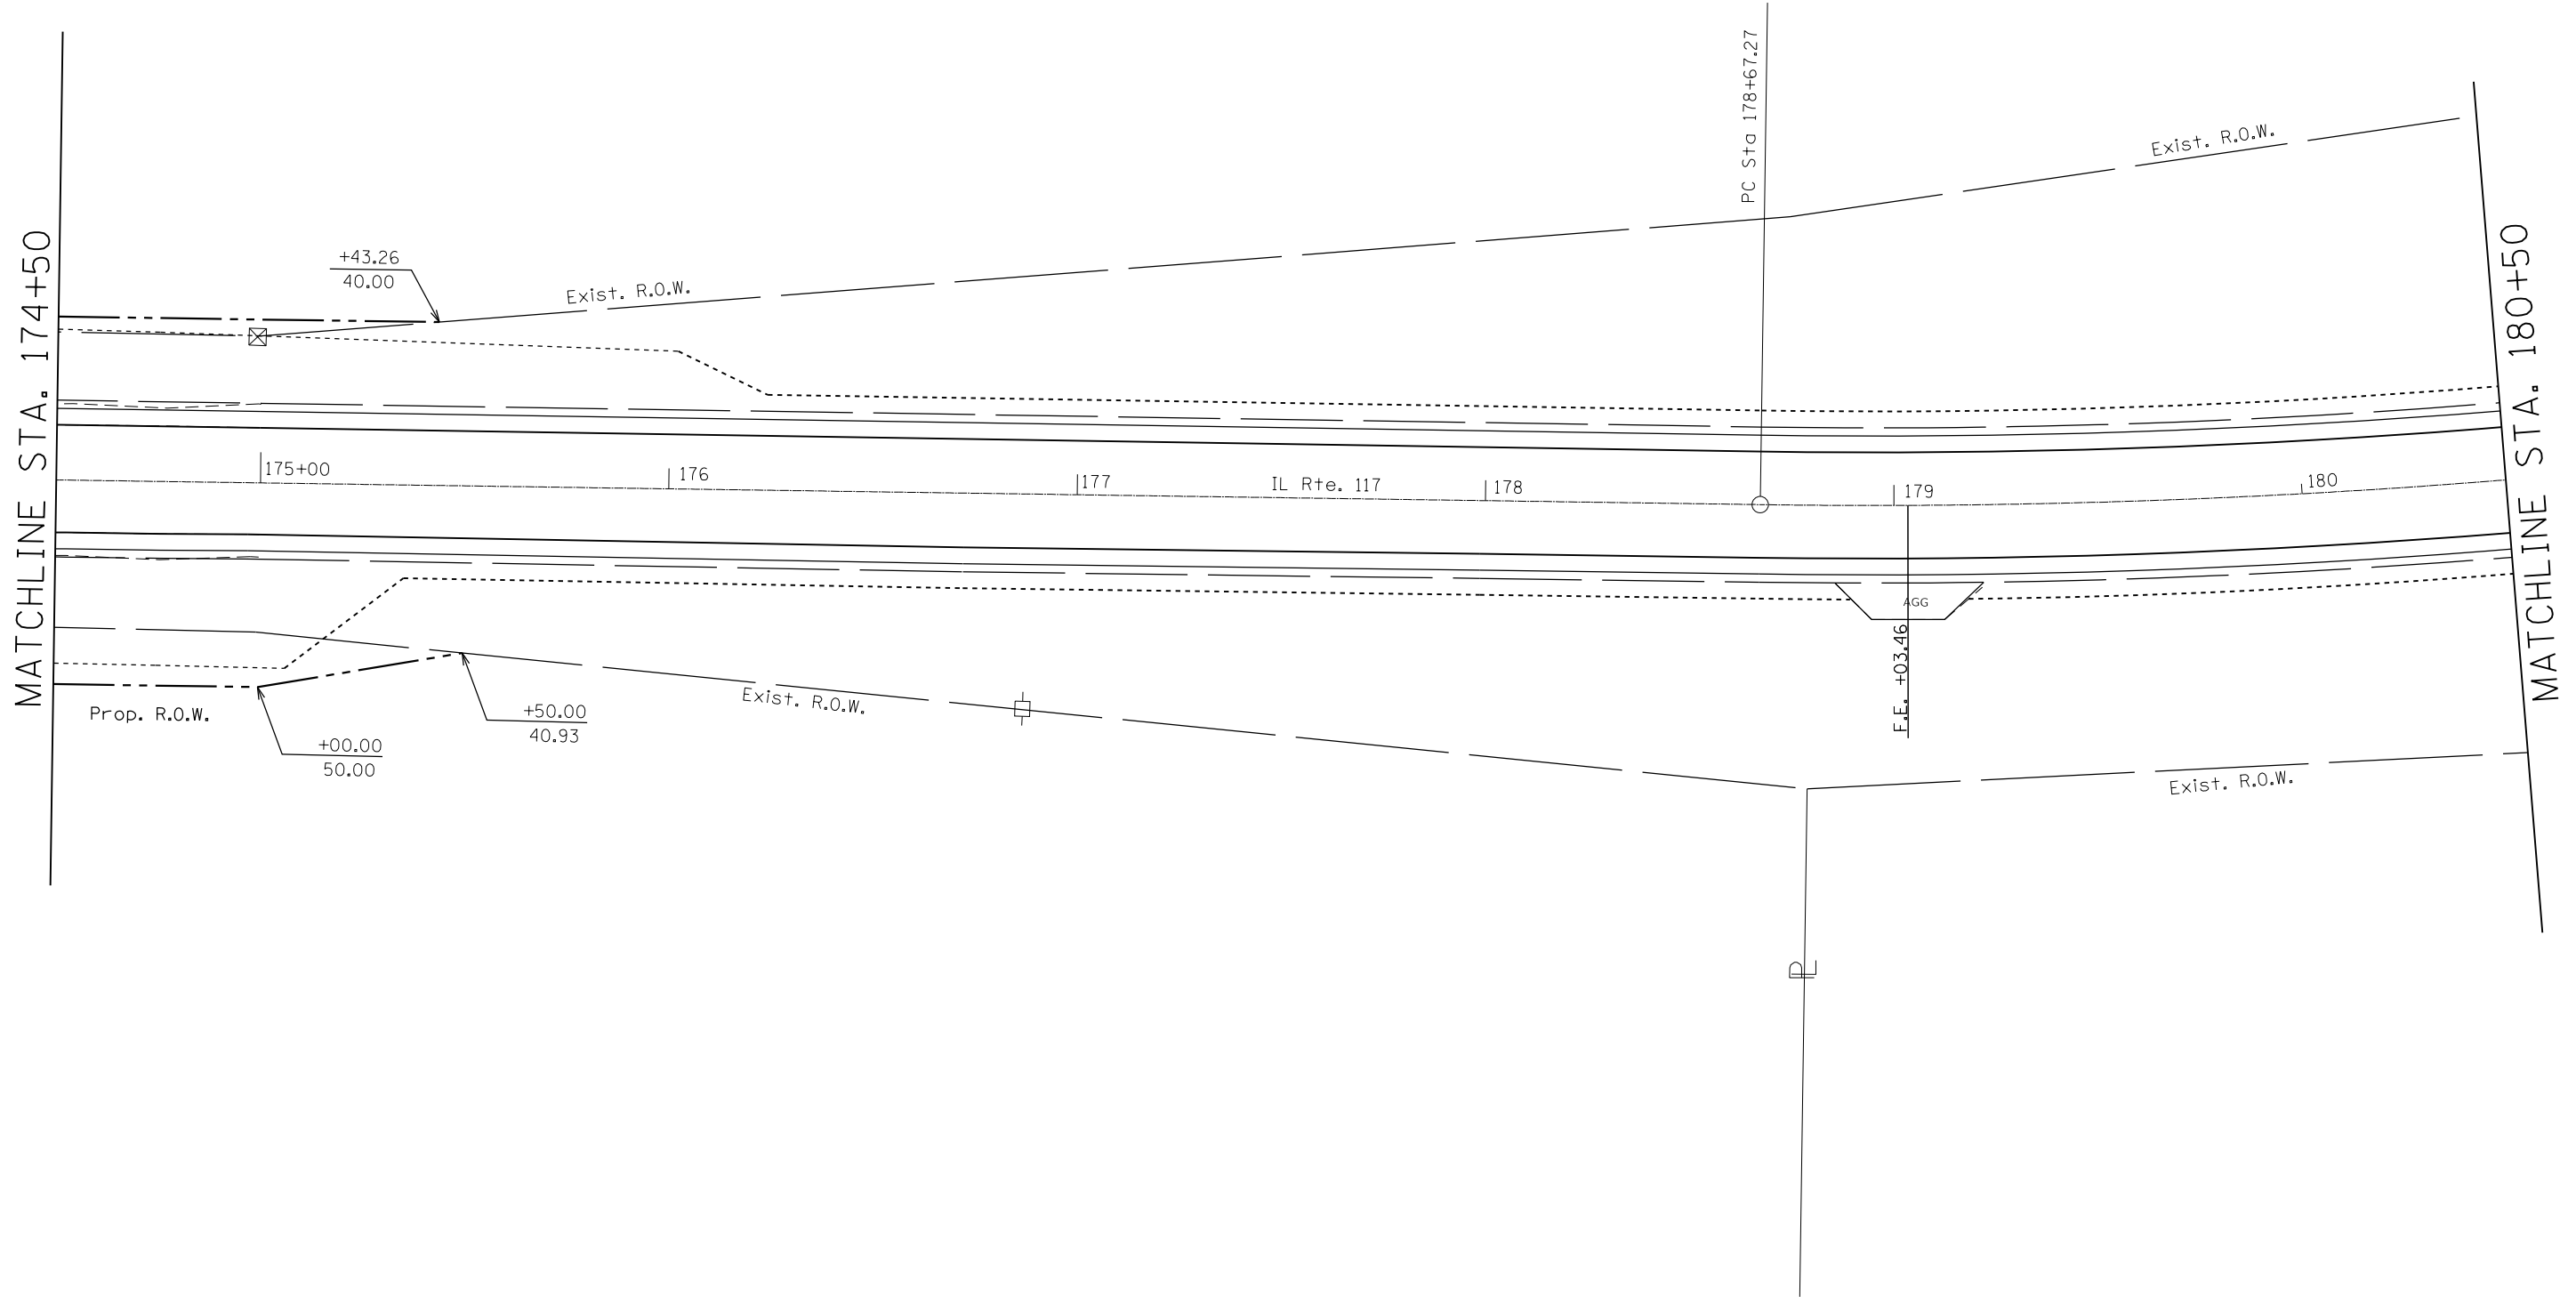 MATCHLINE STA. 174+50
PC Sta 178+67.27
Exist. R.O.W.
MATCHLINE STA. 180+50
+43.26
40.00
Exist. R.O.W.
175+00
176
177
IL Rte. 117
178
179
180
AGG
F.E. +03.46
Prop. R.O.W.
+00.00
50.00
+50.00
40.93
Exist. R.O.W.
Exist. R.O.W.
PL